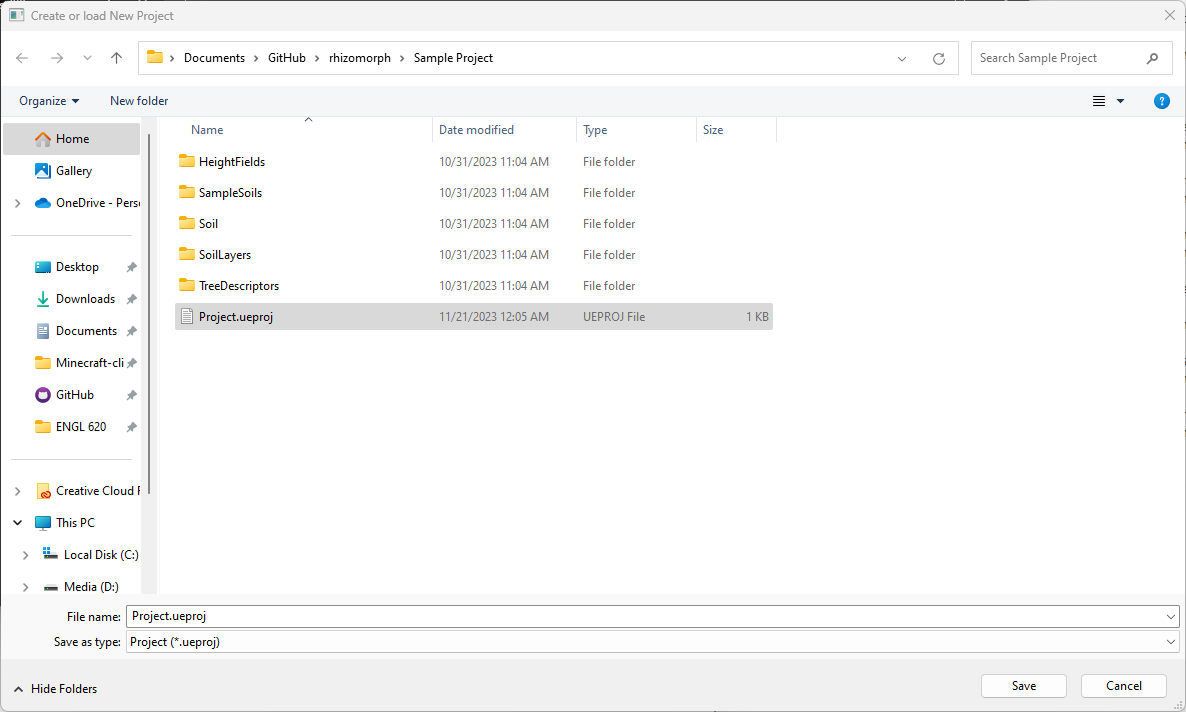 Create or load New Project
Documents > GitHub > rhizomorph > Sample Project
Search Sample Project
Organize New folder
?
Name Date modified Type Size
HeightFields 10/31/2023 11:04 AM File folder
SampleSoils 10/31/2023 11:04 AM File folder
Soil 10/31/2023 11:04 AM File folder
SoilLayers 10/31/2023 11:04 AM File folder
TreeDescriptors 10/31/2023 11:04 AM File folder
Project.ueproj 11/21/2023 12:05 AM UEPROJ File 1 KB
Home
Gallery
OneDrive - Pers
Desktop
Downloads
Documents
Minecraft-cli
GitHub
ENGL 620
Creative Cloud F
This PC
Local Disk (C:)
Media (D:)
File name: Project.ueproj
Save as type: Project (*.ueproj)
Hide Folders
Save Cancel